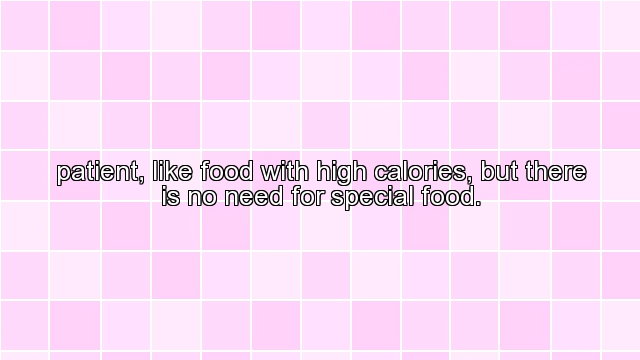 patient, like food with high calories, but there
is no need for special food.